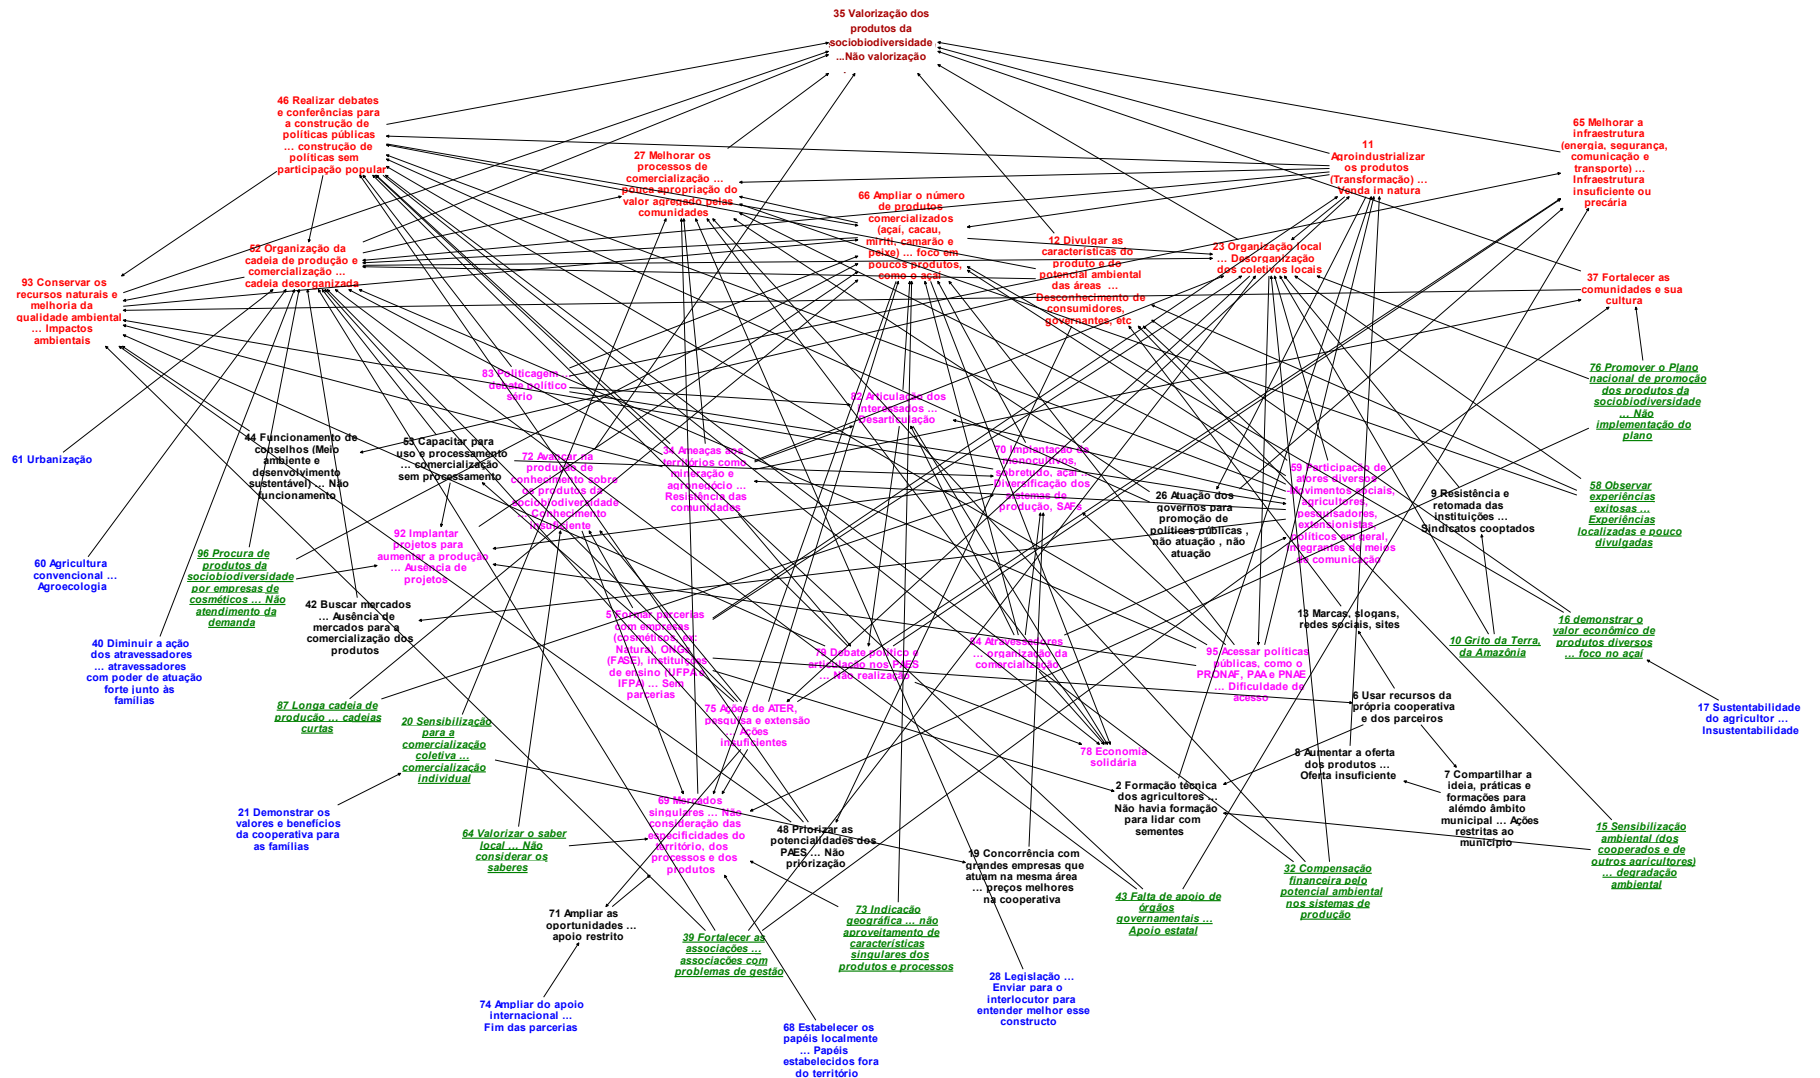 35 Valorização dos
produtos da
sociobiodiversidade
...Não valorização
46 Realizar debates
e conferências para
a construção de
políticas públicas
... construção de
políticas sem
participação popular
27 Melhorar os
processos de
comercialização ...
pouca apropriação do
valor agregado pelas
comunidades
66 Ampliar o número
de produtos
comercializados
(açaí, cacau,
miriti, camarão e
peixe) ... foco em
poucos produtos,
como o açaí
11
Agroindustrializar
os produtos
(Transformação) ...
Venda in natura
65 Melhorar a
infraestrutura
(energia, segurança,
comunicação e
transporte) ...
Infraestrutura
insuficiente ou
precária
52 Organização da
cadeia de produção e
comercialização ...
cadeia desorganizada
12 Divulgar as
características do
produto e do
potencial ambiental
das áreas ...
Desconhecimento de
consumidores,
governantes, etc
23 Organização local
... Desorganização
dos coletivos locais
93 Conservar os
recursos naturais e
melhoria da
qualidade ambiental
... Impactos
ambientais
37 Fortalecer as
comunidades e sua
cultura
83 Politicagem ...
debate político
sério
82 Articulação dos
interessados ...
Desarticulação
76 Promover o Plano
nacional de promoção
dos produtos da
sociobiodiversidade
... Não
implementação do
plano
61 Urbanização
44 Funcionamento de
conselhos (Meio
ambiente e
desenvolvimento
sustentável) ... Não
funcionamento
53 Capacitar para
uso e processamento
... comercialização
sem processamento
72 Avançar na
produção de
conhecimento sobre
os produtos da
sociobiodiversidade
... Conhecimento
insuficiente
34 Ameaças aos
territórios como
mineração e
agronegócio ...
Resistência das
comunidades
70 Implantação da
monocultivos,
sobretudo, açaí ...
Diversificação dos
sistemas de
produção, SAFs
26 Atuação dos
governos para
promoção de
políticas públicas ,
não atuação , não
atuação
59 Participação de
atores diversos
Movimentos sociais,
agricultores,
pesquisadores,
extensionistas,
políticos em geral,
integrantes de meios
de comunicação
9 Resistência e
retomada das
instituições ...
Sindicatos cooptados
58 Observar
experiências
exitosas ...
Experiências
localizadas e pouco
divulgadas
92 Implantar
projetos para
aumentar a produção
... Ausência de
projetos
96 Procura de
produtos da
sociobiodiversidade
por empresas de
cosméticos ... Não
atendimento da
demanda
60 Agricultura
convencional ...
Agroecologia
42 Buscar mercados
... Ausência de
mercados para a
comercialização dos
produtos
5 Formar parcerias
com empresas
(cosméticos, ex:
Natura), ONGs
(FASE), instituições
de ensino (UFPA e
IFPA) ... Sem
parcerias
79 Debate político e
articulação nos PAES
... Não realização
84 Atravessadores
... organização da
comercialização
95 Acessar políticas
públicas, como o
PRONAF, PAA e PNAE
... Dificuldade de
acesso
13 Marcas, slogans,
redes sociais, sites
10 Grito da Terra,
da Amazônia
16 demonstrar o
valor econômico de
produtos diversos
... foco no açaí
40 Diminuir a ação
dos atravessadores
... atravessadores
com poder de atuação
forte junto às
famílias
87 Longa cadeia de
produção ... cadeias
curtas
20 Sensibilização
para a
comercialização
coletiva ...
comercialização
individual
75 Ações de ATER,
pesquisa e extensão
... Ações
insuficientes
78 Economia
solidária
6 Usar recursos da
própria cooperativa
e dos parceiros
17 Sustentabilidade
do agricultor ...
Insustentabilidade
8 Aumentar a oferta
dos produtos ...
Oferta insuficiente
7 Compartilhar a
ideia, práticas e
formações para
alémdo âmbito
municipal ... Ações
restritas ao
município
2 Formação técnica
dos agricultores ...
Não havia formação
para lidar com
sementes
21 Demonstrar os
valores e benefícios
da cooperativa para
as famílias
64 Valorizar o saber
local ... Não
considerar os
saberes
69 Mercados
singulares ... Não
consideração das
especificidades do
território, dos
processos e dos
produtos
48 Priorizar as
potencialidades dos
PAES ... Não
priorização
19 Concorrência com
grandes empresas que
atuam na mesma área
... preços melhores
na cooperativa
15 Sensibilização
ambiental (dos
cooperados e de
outros agricultores)
... degradação
ambiental
32 Compensação
financeira pelo
potencial ambiental
nos sistemas de
produção
43 Falta de apoio de
órgãos
governamentais ...
Apoio estatal
71 Ampliar as
oportunidades ...
apoio restrito
39 Fortalecer as
associações ...
associações com
problemas de gestão
73 Indicação
geográfica ... não
aproveitamento de
características
singulares dos
produtos e processos
28 Legislação ...
Enviar para o
interlocutor para
entender melhor esse
constructo
74 Ampliar do apoio
internacional ...
Fim das parcerias
68 Estabelecer os
papéis localmente
... Papéis
estabelecidos fora
do território